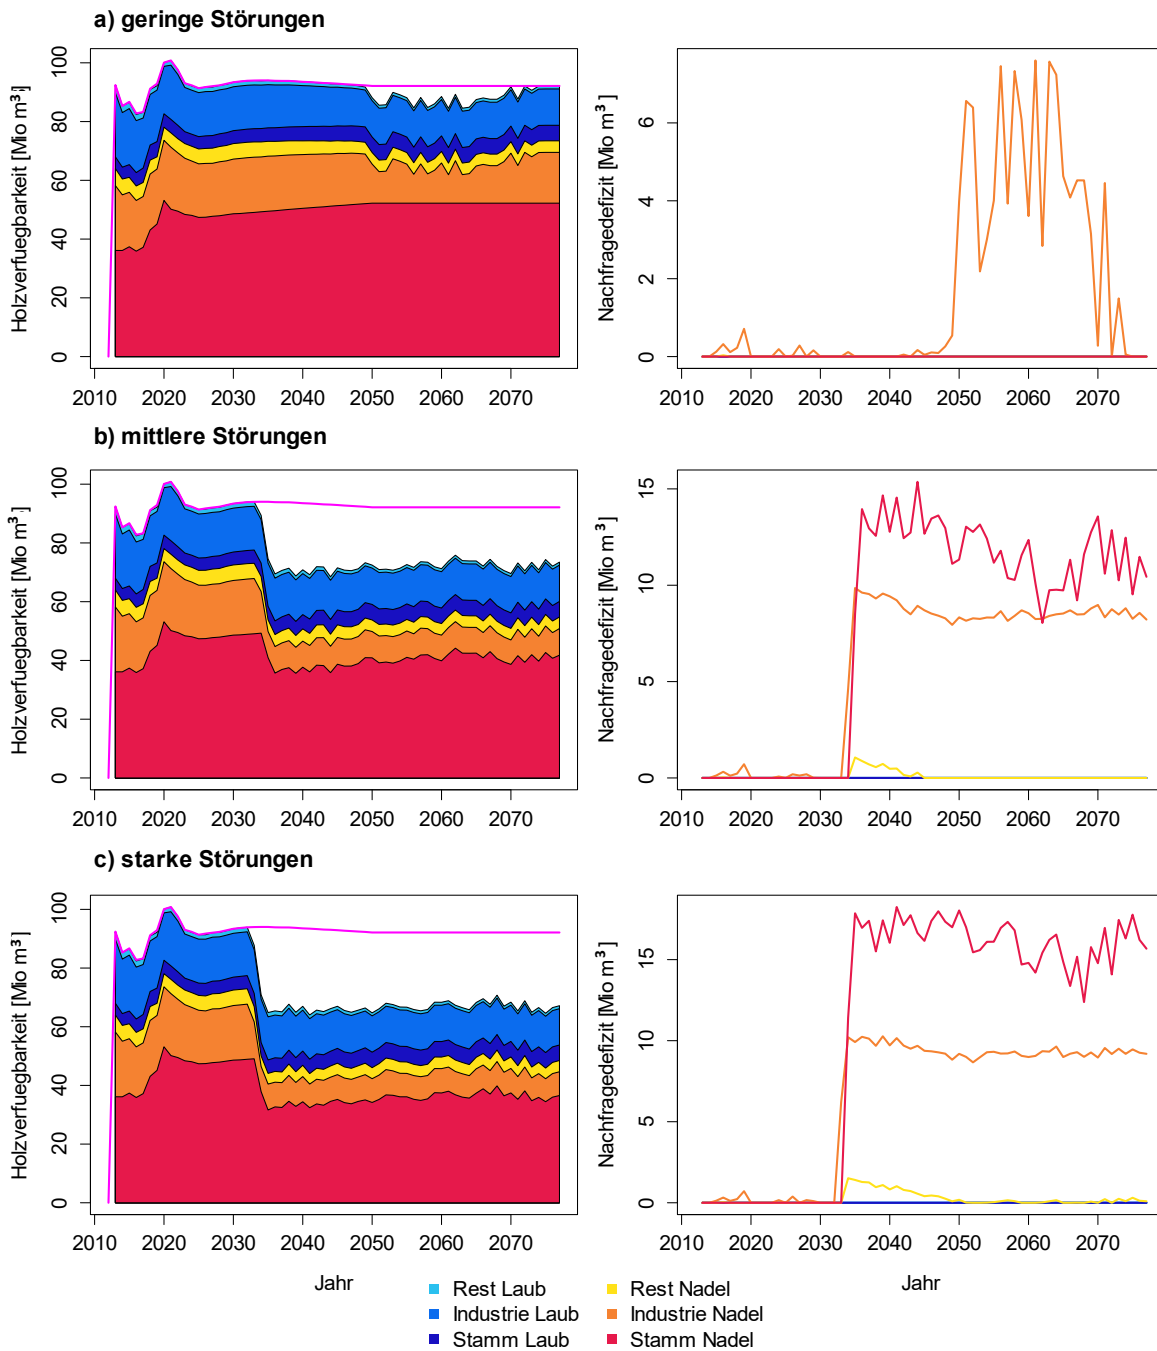 a) geringe Störungen
Holzverfuegbarkeit [Mio m³]
100
80
60
40
20
0
2010 2020 2030 2040 2050 2060 2070
Nachfragedefizit [Mio m³]
6
4
2
0
2010 2020 2030 2040 2050 2060 2070
b) mittlere Störungen
Holzverfuegbarkeit [Mio m³]
100
80
60
40
20
0
2010 2020 2030 2040 2050 2060 2070
Nachfragedefizit [Mio m³]
15
10
5
0
2010 2020 2030 2040 2050 2060 2070
c) starke Störungen
Holzverfuegbarkeit [Mio m³]
100
80
60
40
20
0
2010 2020 2030 2040 2050 2060 2070
Jahr
Nachfragedefizit [Mio m³]
15
10
5
0
2010 2020 2030 2040 2050 2060 2070
Jahr
Rest Laub
Industrie Laub
Stamm Laub
Rest Nadel
Industrie Nadel
Stamm Nadel